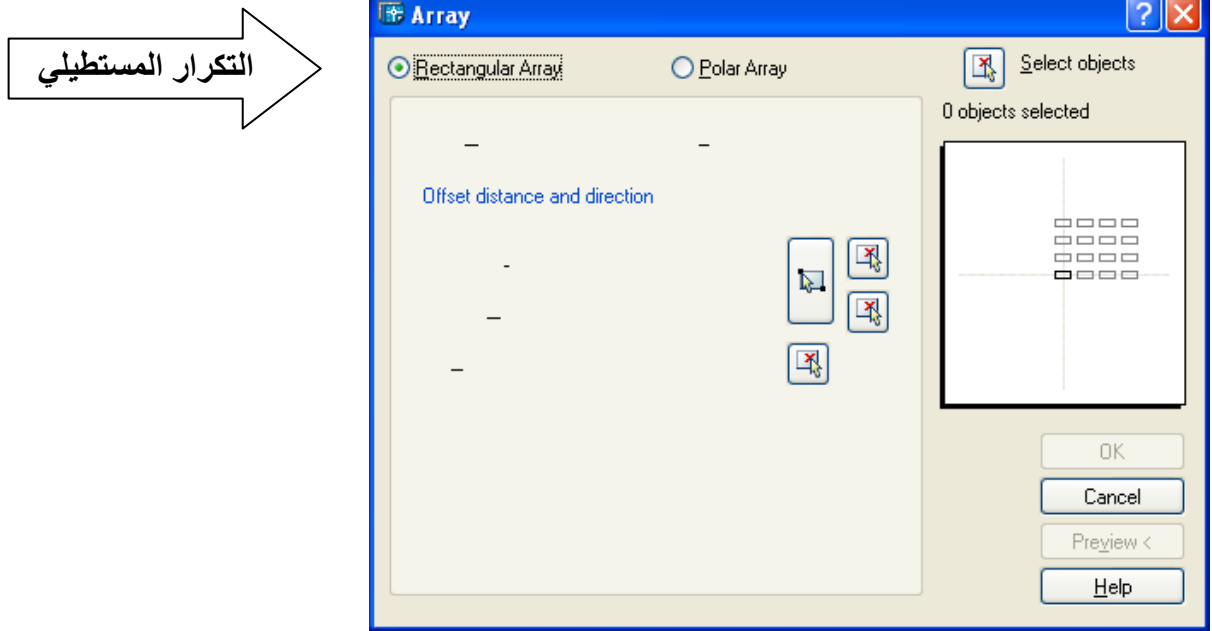 التكرار المستطيلي
Array
Rectangular Array
Polar Array
Select objects
0 objects selected
Offset distance and direction
OK
Cancel
Preview <
Help